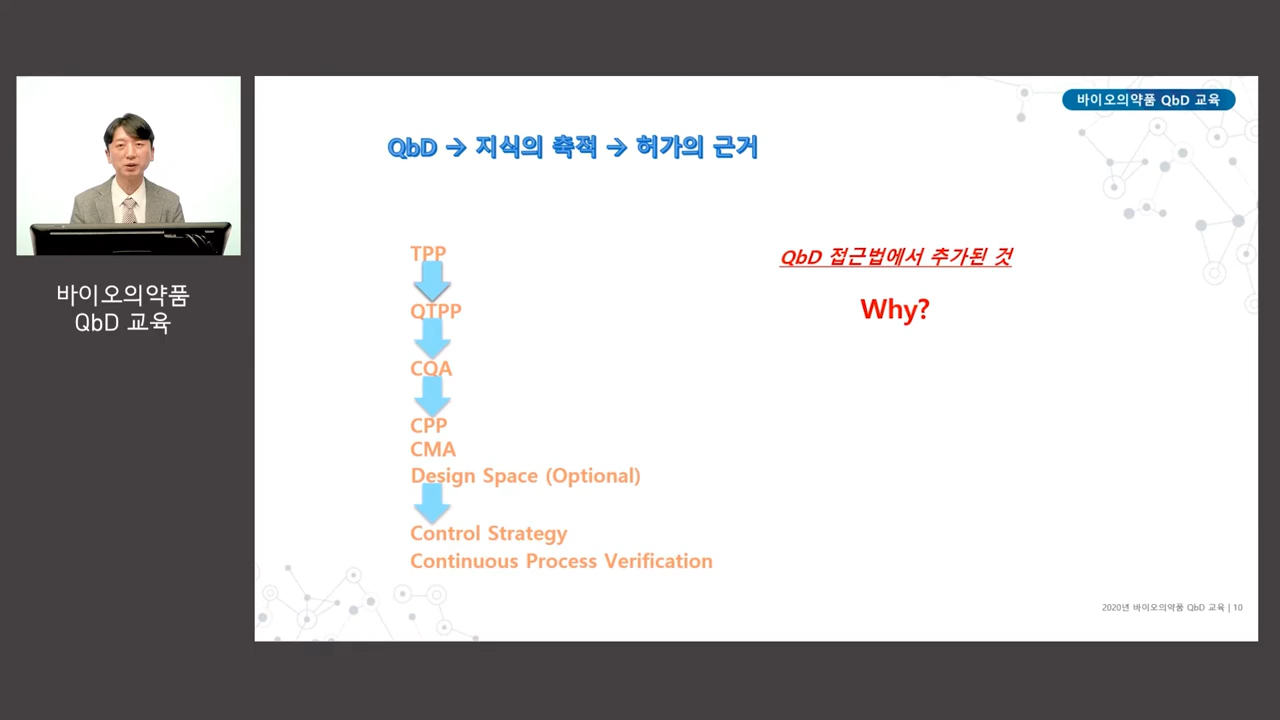 바이오의약품 QbD 교육
QbD → 지식의 축적 → 허가의 근거
TPP
QTPP
CQA
CPP
CMA
Design Space (Optional)
Control Strategy
Continuous Process Verification
QbD 접근법에서 추가된 것
Why?
바이오의약품
QbD 교육
2020년 바이오의약품 QbD 교육 | 10